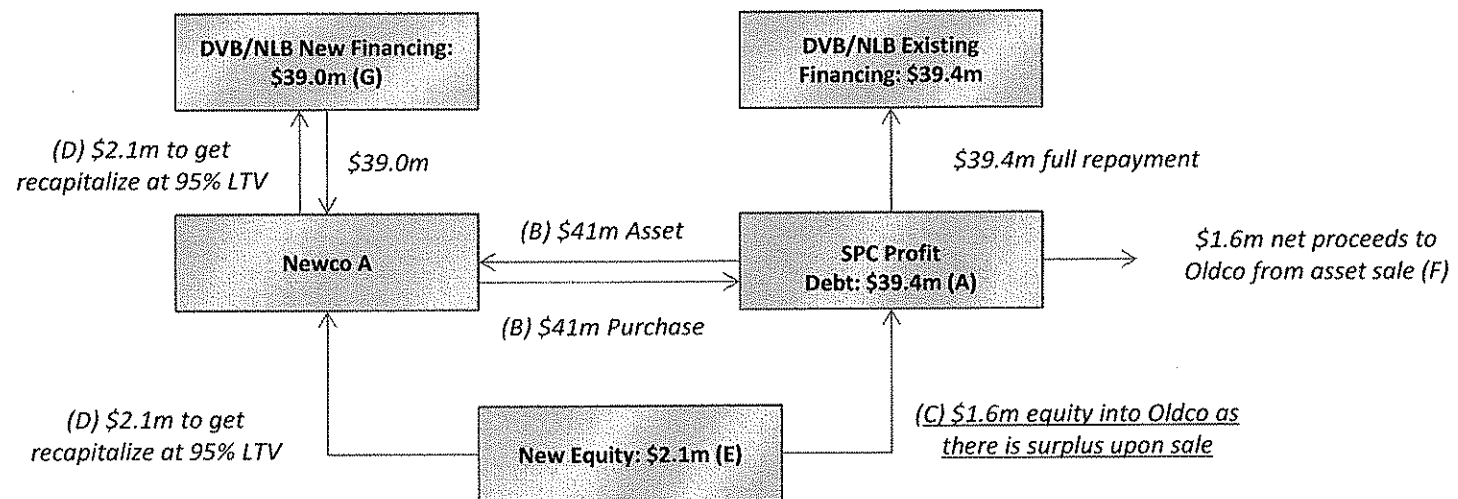 DVB/NLB New Financing:
$39.0m (G)
DVB/NLB Existing
Financing: $39.4m
(D) $2.1m to get
recapitalize at 95% LTV
$39.0m
$39.4m full repayment
Newco A
(B) $41m Asset
(B) $41m Purchase
SPC Profit
Debt: $39.4m (A)
$1.6m net proceeds to
Oldco from asset sale (F)
(D) $2.1m to get
recapitalize at 95% LTV
New Equity: $2.1m (E)
(C) $1.6m equity into Oldco as
there is surplus upon sale